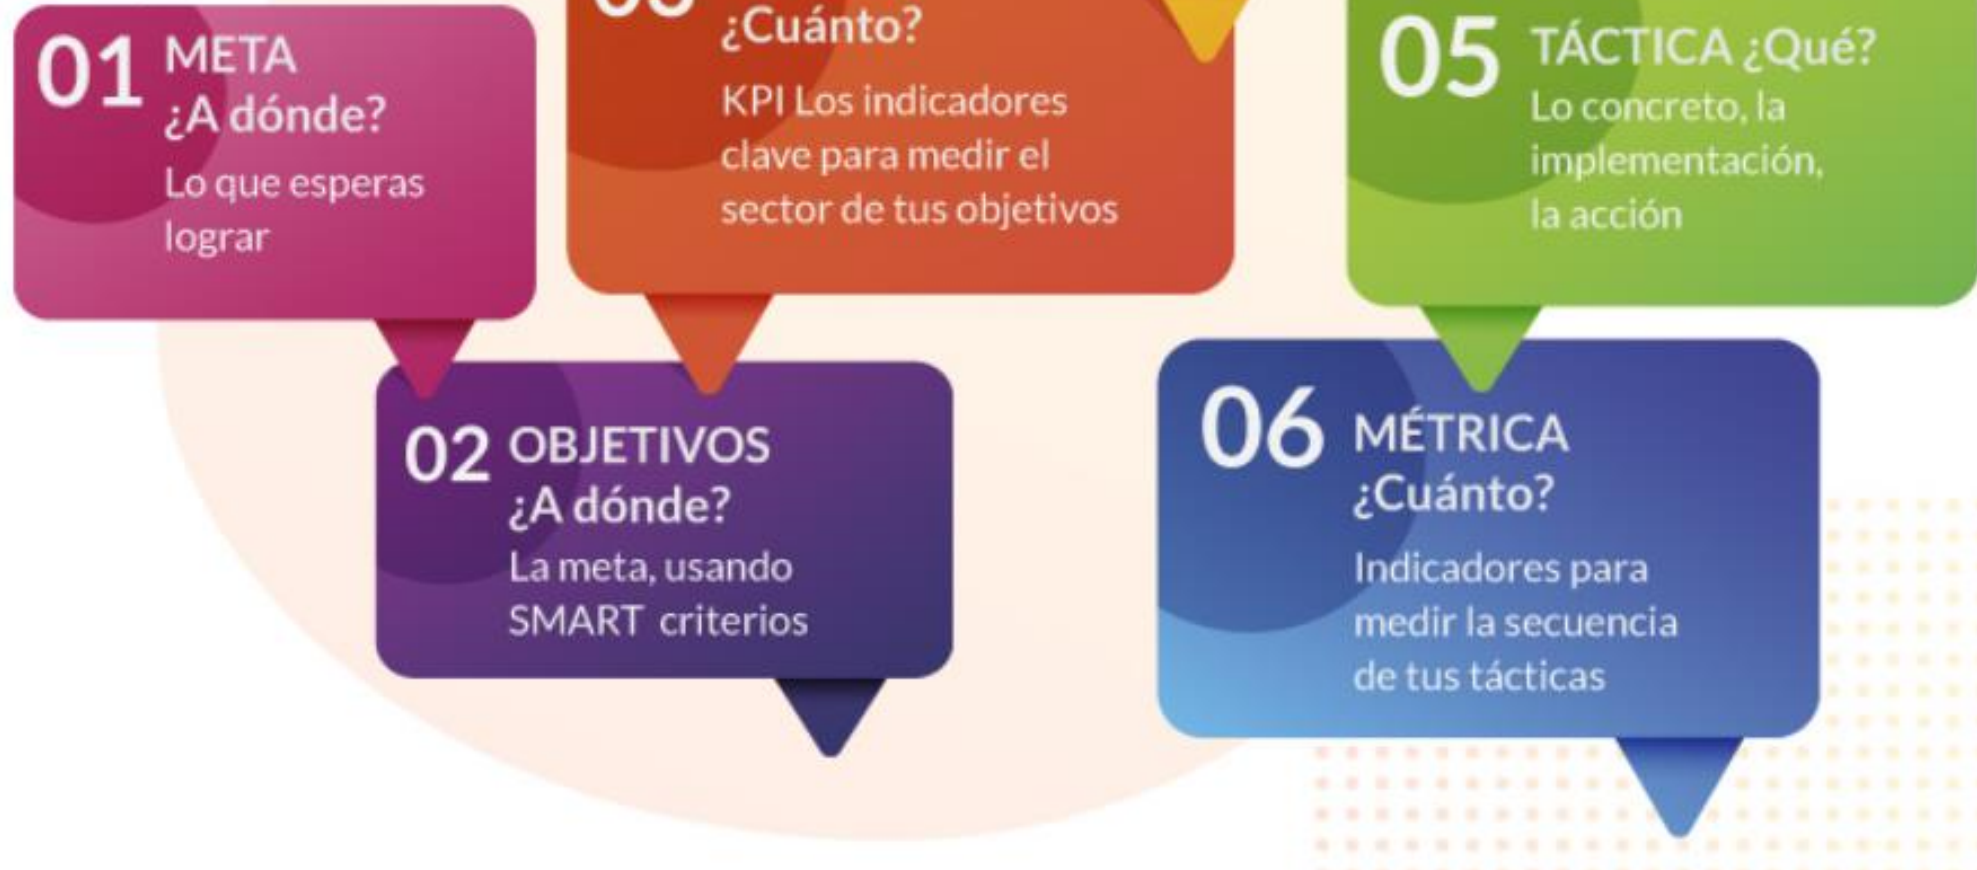 01 META
¿A dónde?
Lo que esperas
lograr
02 OBJETIVOS
¿A dónde?
La meta, usando
SMART criterios
¿Cuánto?
KPI Los indicadores
clave para medir el
sector de tus objetivos
05 TÁCTICA ¿Qué?
Lo concreto, la
implementación,
la acción
06 MÉTRICA
¿Cuánto?
Indicadores para
medir la secuencia
de tus tácticas